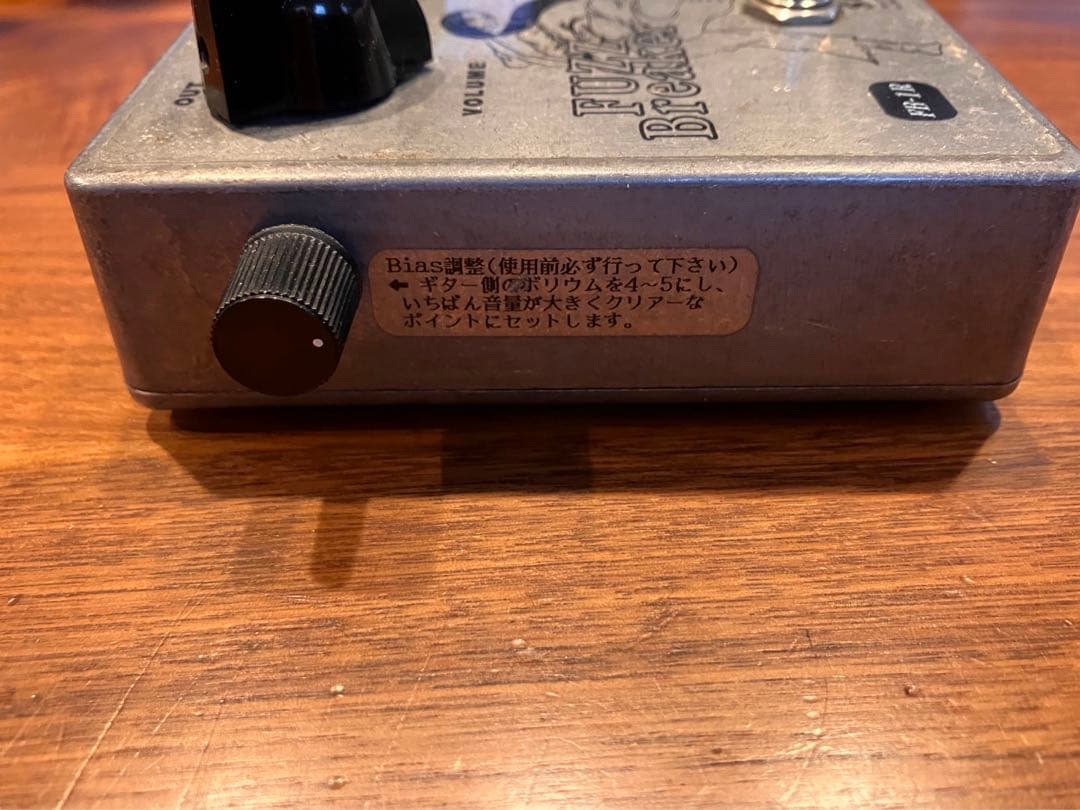 OUT
VOLUME
FUZZ
Breaker
FB-1R
Bias調整(使用前必ず行って下さい)
← ギター側のボリウムを4~5にし、
いちばん音量が大きくクリアーな
ポイントにセットします。